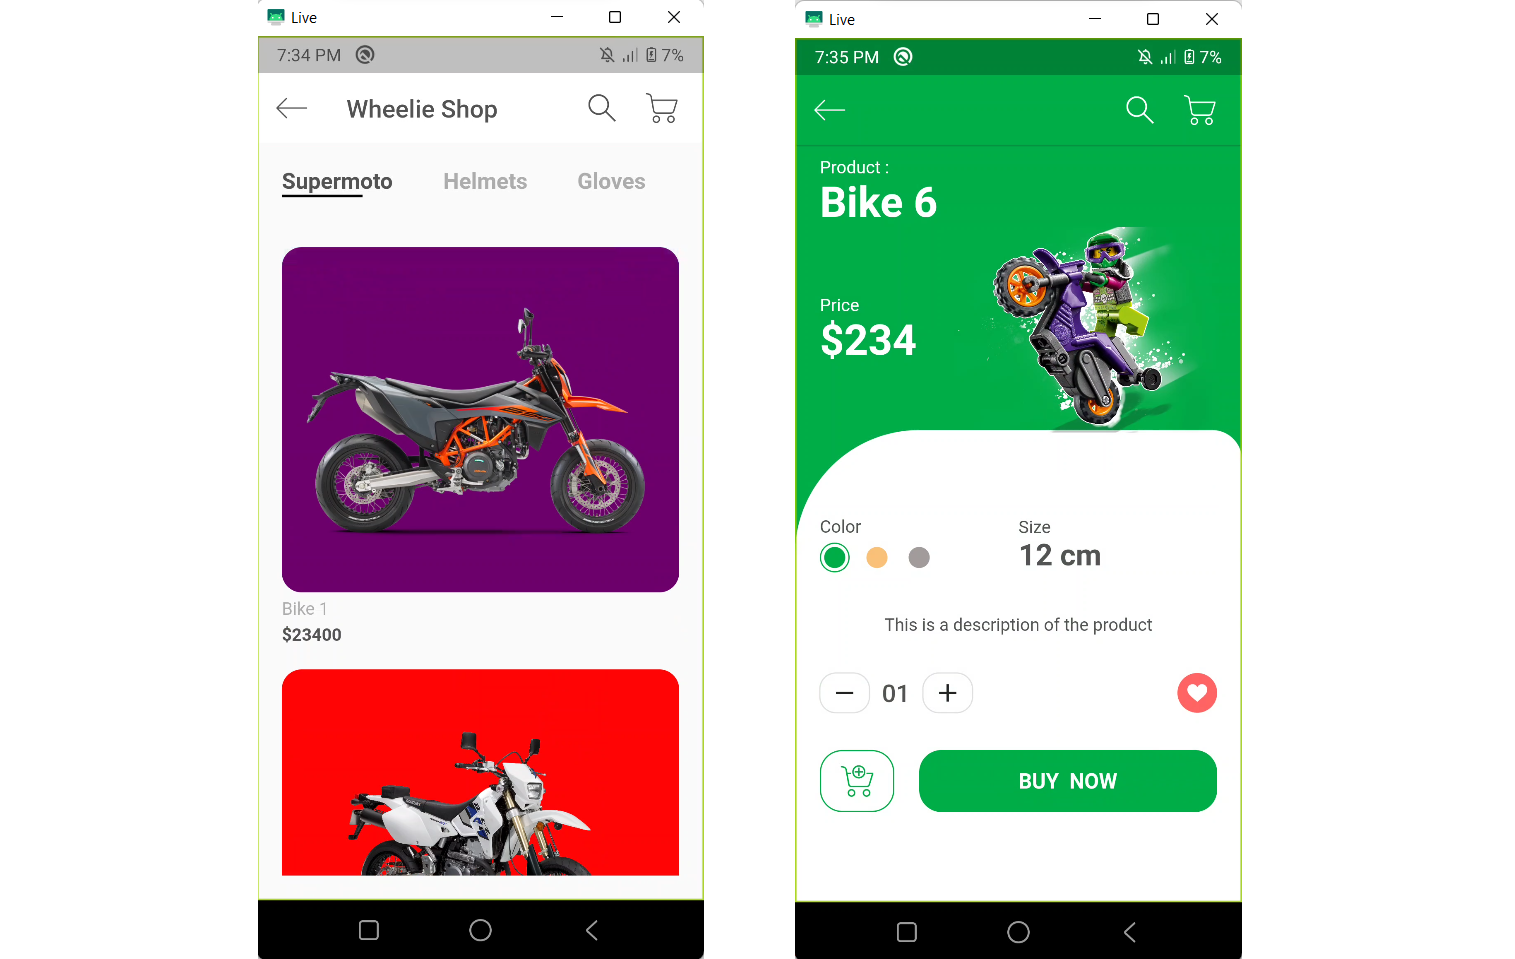 Live
7:34 PM
7%
Wheelie Shop
Supermoto Helmets Gloves
Bike 1
$23400
Live
7:35 PM
7%
Product :
Bike 6
Price
$234
Color
Size
12 cm
This is a description of the product
01
BUY NOW